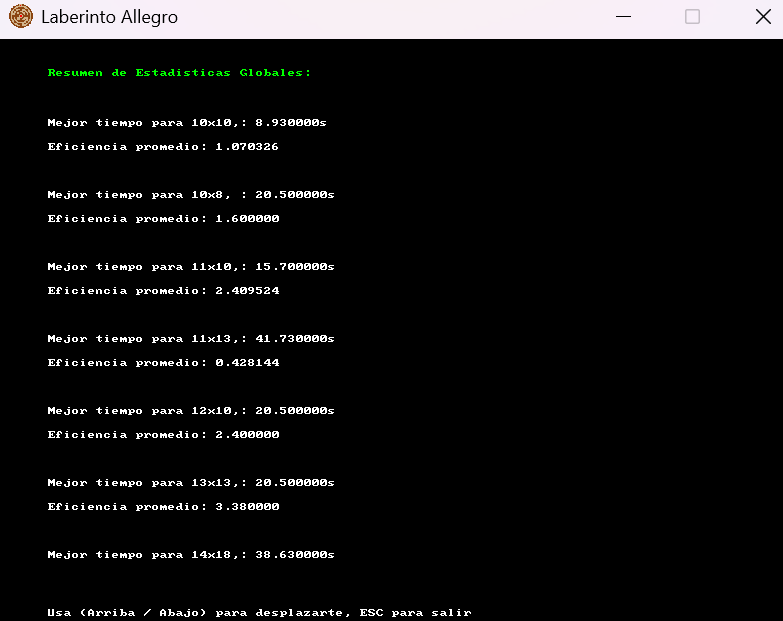 Laberinto Allegro
Resumen de Estadisticas Globales:
Mejor tiempo para 10x10,: 8.930000s
Eficiencia promedio: 1.070326
Mejor tiempo para 10x8, : 20.500000s
Eficiencia promedio: 1.600000
Mejor tiempo para 11x10,: 15.700000s
Eficiencia promedio: 2.409524
Mejor tiempo para 11x13,: 41.730000s
Eficiencia promedio: 0.428144
Mejor tiempo para 12x10,: 20.500000s
Eficiencia promedio: 2.400000
Mejor tiempo para 13x13,: 20.500000s
Eficiencia promedio: 3.380000
Mejor tiempo para 14x18,: 38.630000s
Usa (Arriba / Abajo) para desplazarte, ESC para salir